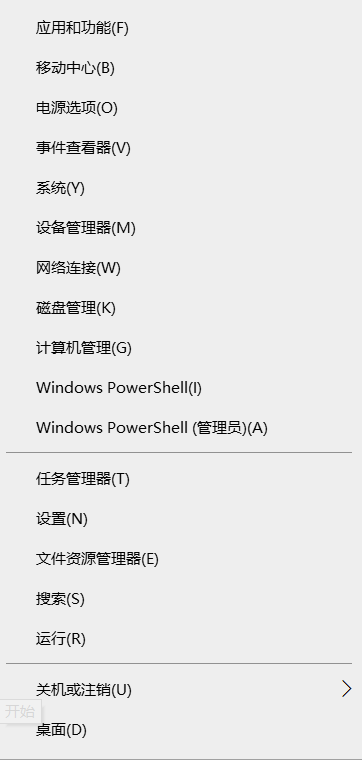 应用和功能(F)
移动中心(B)
电源选项(O)
事件查看器(V)
系统(Y)
设备管理器(M)
网络连接(W)
磁盘管理(K)
计算机管理(G)
Windows PowerShell(I)
Windows PowerShell (管理员)(A)
任务管理器(T)
设置(N)
文件资源管理器(E)
搜索(S)
运行(R)
关机或注销(U)
开始
桌面(D)